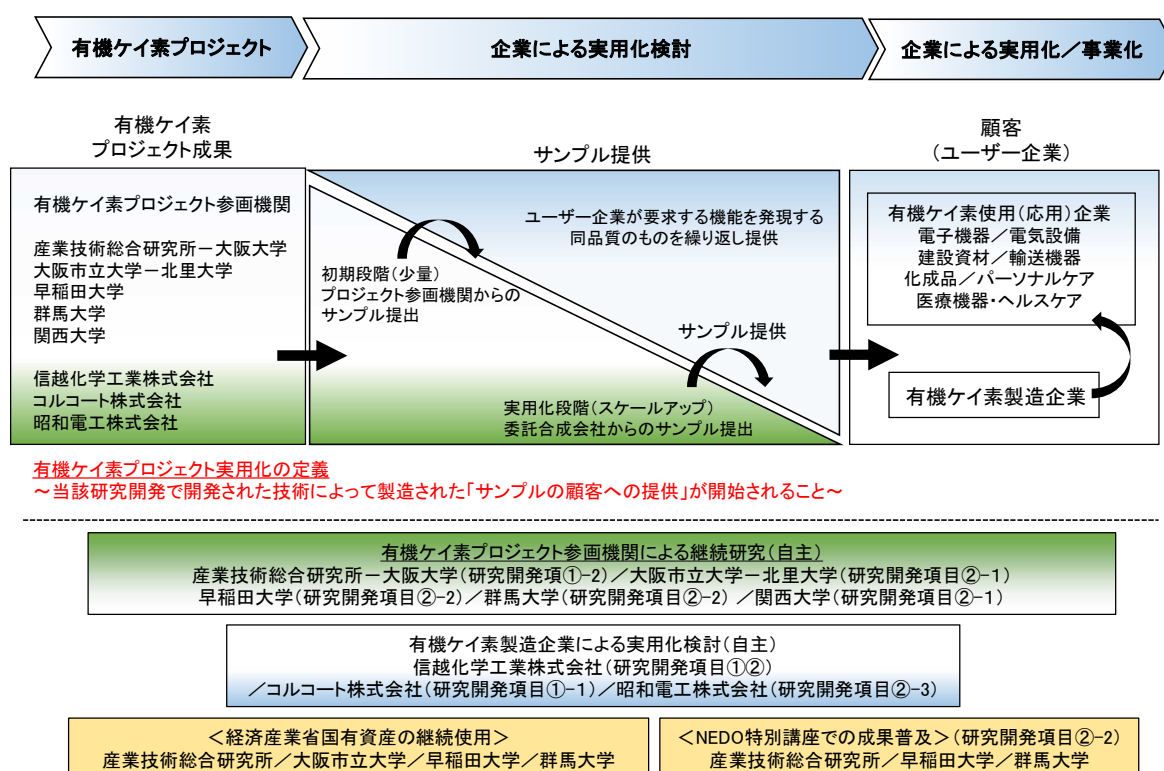 有機ケイ素プロジェクト
企業による実用化検討
企業による実用化／事業化
有機ケイ素
プロジェクト成果
有機ケイ素プロジェクト参画機関
産業技術総合研究所－大阪大学
大阪市立大学－北里大学
早稲田大学
群馬大学
関西大学
信越化学工業株式会社
コルコート株式会社
昭和電工株式会社
サンプル提供
ユーザー企業が要求する機能を発現する
同品質のものを繰り返し提供
初期段階（少量）
プロジェクト参画機関からの
サンプル提出
サンプル提供
実用化段階（スケールアップ）
委託合成会社からのサンプル提出
顧客
（ユーザー企業）
有機ケイ素使用（応用）企業
電子機器／電気設備
建設資材／輸送機器
化成品／パーソナルケア
医療機器・ヘルスケア
有機ケイ素製造企業
有機ケイ素プロジェクト実用化の定義
～当該研究開発で開発された技術によって製造された「サンプルの顧客への提供」が開始されること～
有機ケイ素プロジェクト参画機関による継続研究（自主）
産業技術総合研究所－大阪大学（研究開発項①-2）／大阪市立大学－北里大学（研究開発項目②-1）
早稲田大学（研究開発項目②-2）／群馬大学（研究開発項目②-2） ／関西大学（研究開発項目②-1）
有機ケイ素製造企業による実用化検討（自主）
信越化学工業株式会社（研究開発項目①②）
／コルコート株式会社（研究開発項目①-1）／昭和電工株式会社（研究開発項目②-3）
＜経済産業省国有資産の継続使用＞
産業技術総合研究所／大阪市立大学／早稲田大学／群馬大学
＜NEDO特別講座での成果普及＞（研究開発項目②-2）
産業技術総合研究所／早稲田大学／群馬大学